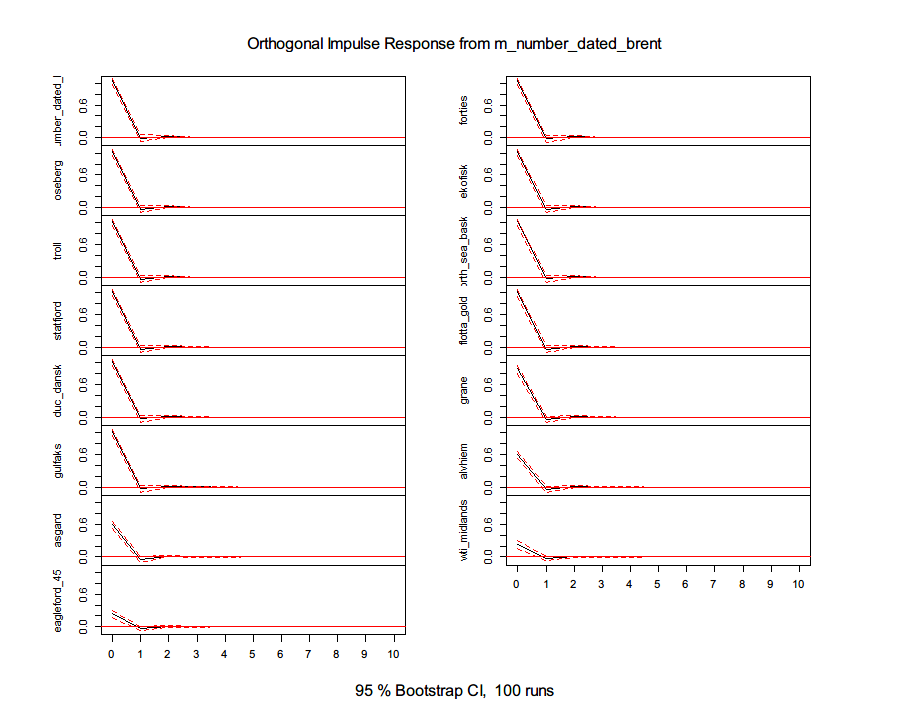 Orthogonal Impulse Response from m_number_dated_brent
0.0 0.6
oseberg 0.0 0.6
troll 0.0 0.6
statfjord 0.0 0.6
duc_dansk 0.0 0.6
gulfaks 0.0 0.6
asgard 0.0 0.6
eagleford_45 0.0 0.6
0 1 2 3 4 5 6 7 8 9 10
forties 0.0 0.6
ekofisk 0.0 0.6
0.0 0.6
flotta_gold 0.0 0.6
grane 0.0 0.6
alvhiem 0.0 0.6
0.0 0.6
0 1 2 3 4 5 6 7 8 9 10
95 % Bootstrap CI, 100 runs